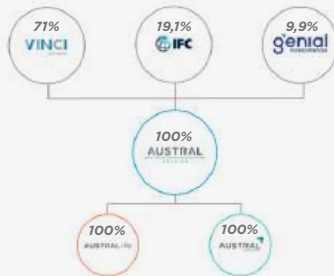 71%
VINCI
19,1%
IFC
9,9%
genial
100%
AUSTRAL
100%
AUSTRAL
100%
AUSTRAL